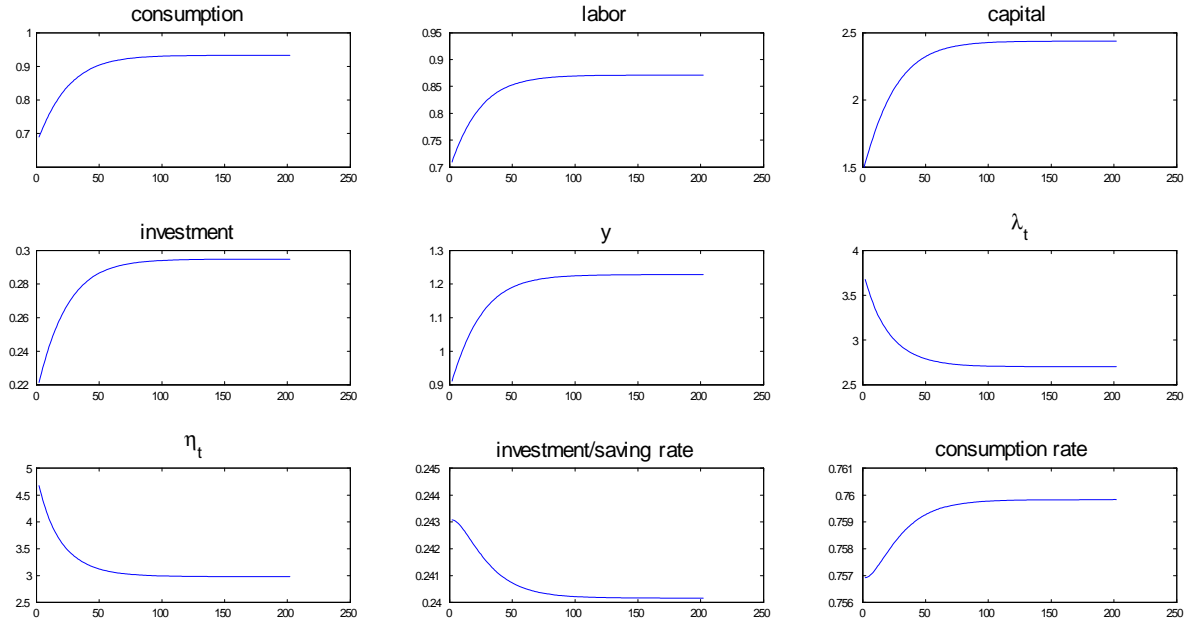 consumption
labor
capital
1
0.9
0.8
0.7
0 50 100 150 200 250
0.95
0.9
0.85
0.8
0.75
0.7
0 50 100 150 200 250
2.5
2
1.5
0 50 100 150 200 250
investment
y
λt
0.3
0.28
0.26
0.24
0.22
0 50 100 150 200 250
1.3
1.2
1.1
1
0.9
0 50 100 150 200 250
4
3.5
3
2.5
0 50 100 150 200 250
ηt
investment/saving rate
consumption rate
5
4.5
4
3.5
3
2.5
0 50 100 150 200 250
0.245
0.244
0.243
0.242
0.241
0.24
0 50 100 150 200 250
0.761
0.76
0.759
0.758
0.757
0.756
0 50 100 150 200 250